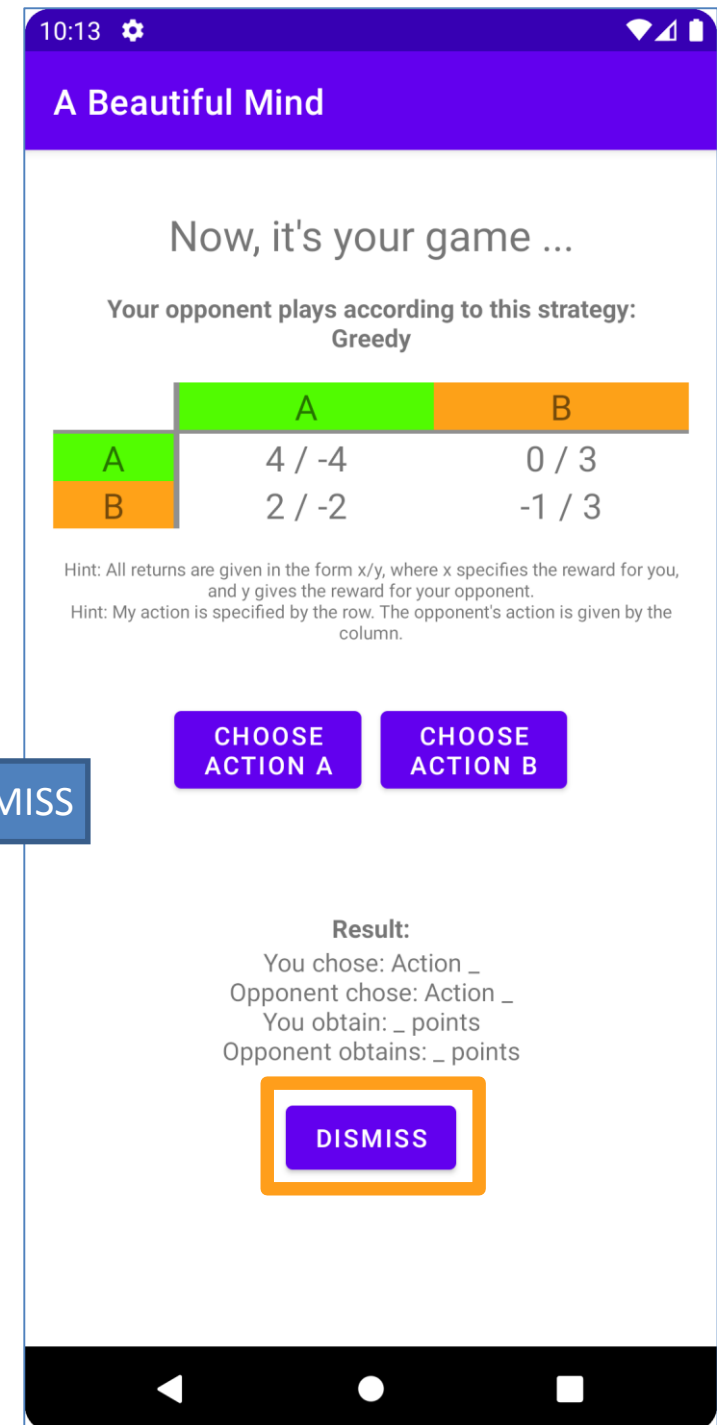 10:13
A Beautiful Mind
Now, it's your game ...
Your opponent plays according to this strategy:
Greedy
A B
A 4 / -4 0 / 3
B 2 / -2 -1 / 3
Hint: All returns are given in the form x/y, where x specifies the reward for you,
and y gives the reward for your opponent.
Hint: My action is specified by the row. The opponent's action is given by the
column.
CHOOSE
ACTION A
CHOOSE
ACTION B
MISS
Result:
You chose: Action _
Opponent chose: Action _
You obtain: _ points
Opponent obtains: _ points
DISMISS